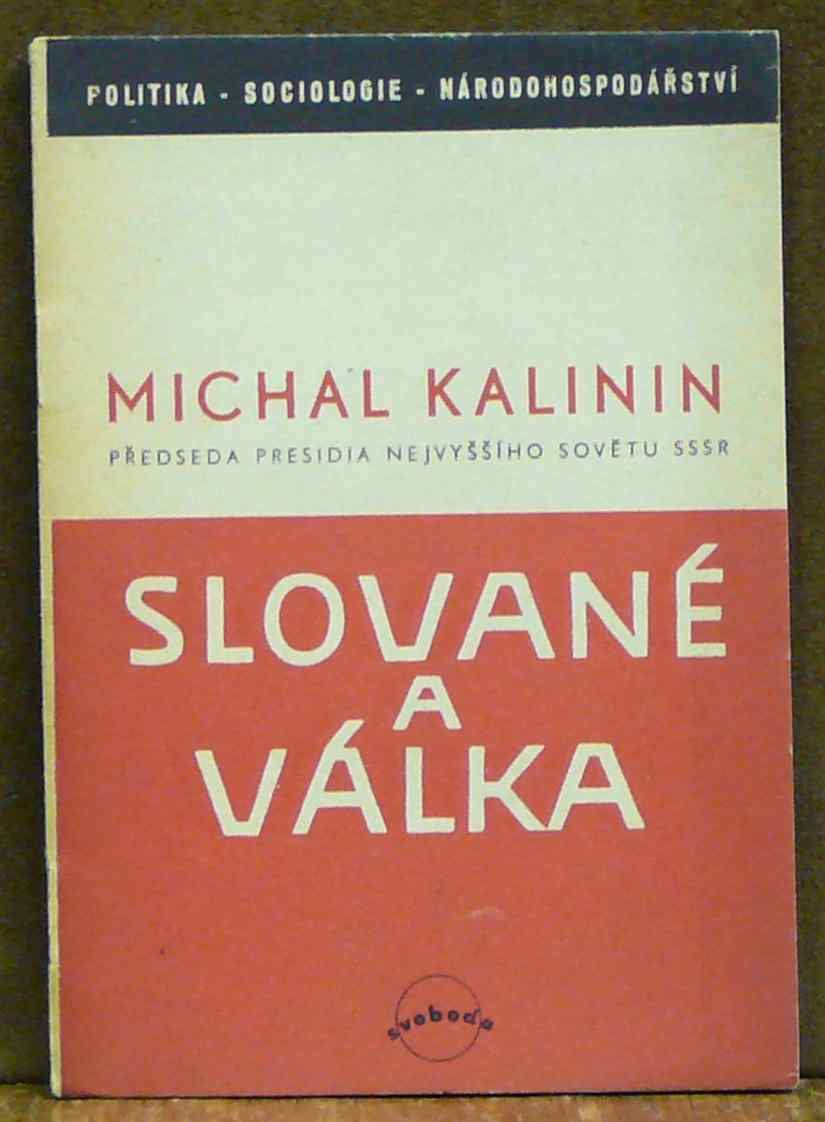 POLITIKA - SOCIOLOGIE - NÁRODOHOSPODÁŘSTVÍ
MICHAL KALININ
PŘEDSEDA PRESIDIA NEJVYŠŠÍHO SOVĚTU SSSR
SLOVANÉ
A
VÁLKA
svoboda